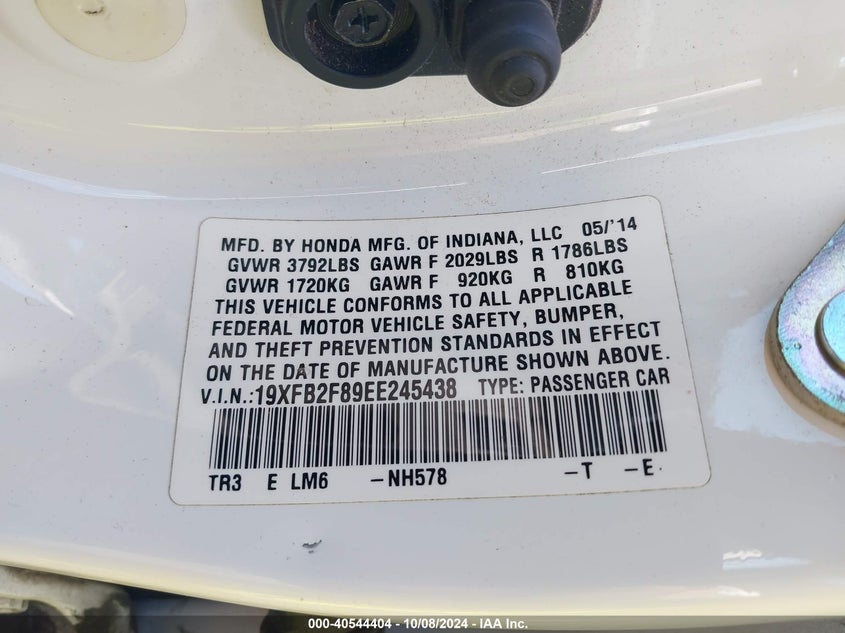 MFD. BY HONDA MFG. OF INDIANA, LLC 05/'14
GVWR 3792LBS GAWR F 2029LBS R 1786LBS
GVWR 1720KG GAWR F 920KG R 810KG
THIS VEHICLE CONFORMS TO ALL APPLICABLE
FEDERAL MOTOR VEHICLE SAFETY, BUMPER,
AND THEFT PREVENTION STANDARDS IN EFFECT
ON THE DATE OF MANUFACTURE SHOWN ABOVE.
V.I.N.:19XFB2F89EE245438 TYPE: PASSENGER CAR
TR3 E LM6 -NH578 -T -E
000-40544404 - 10/08/2024 - IAA Inc.